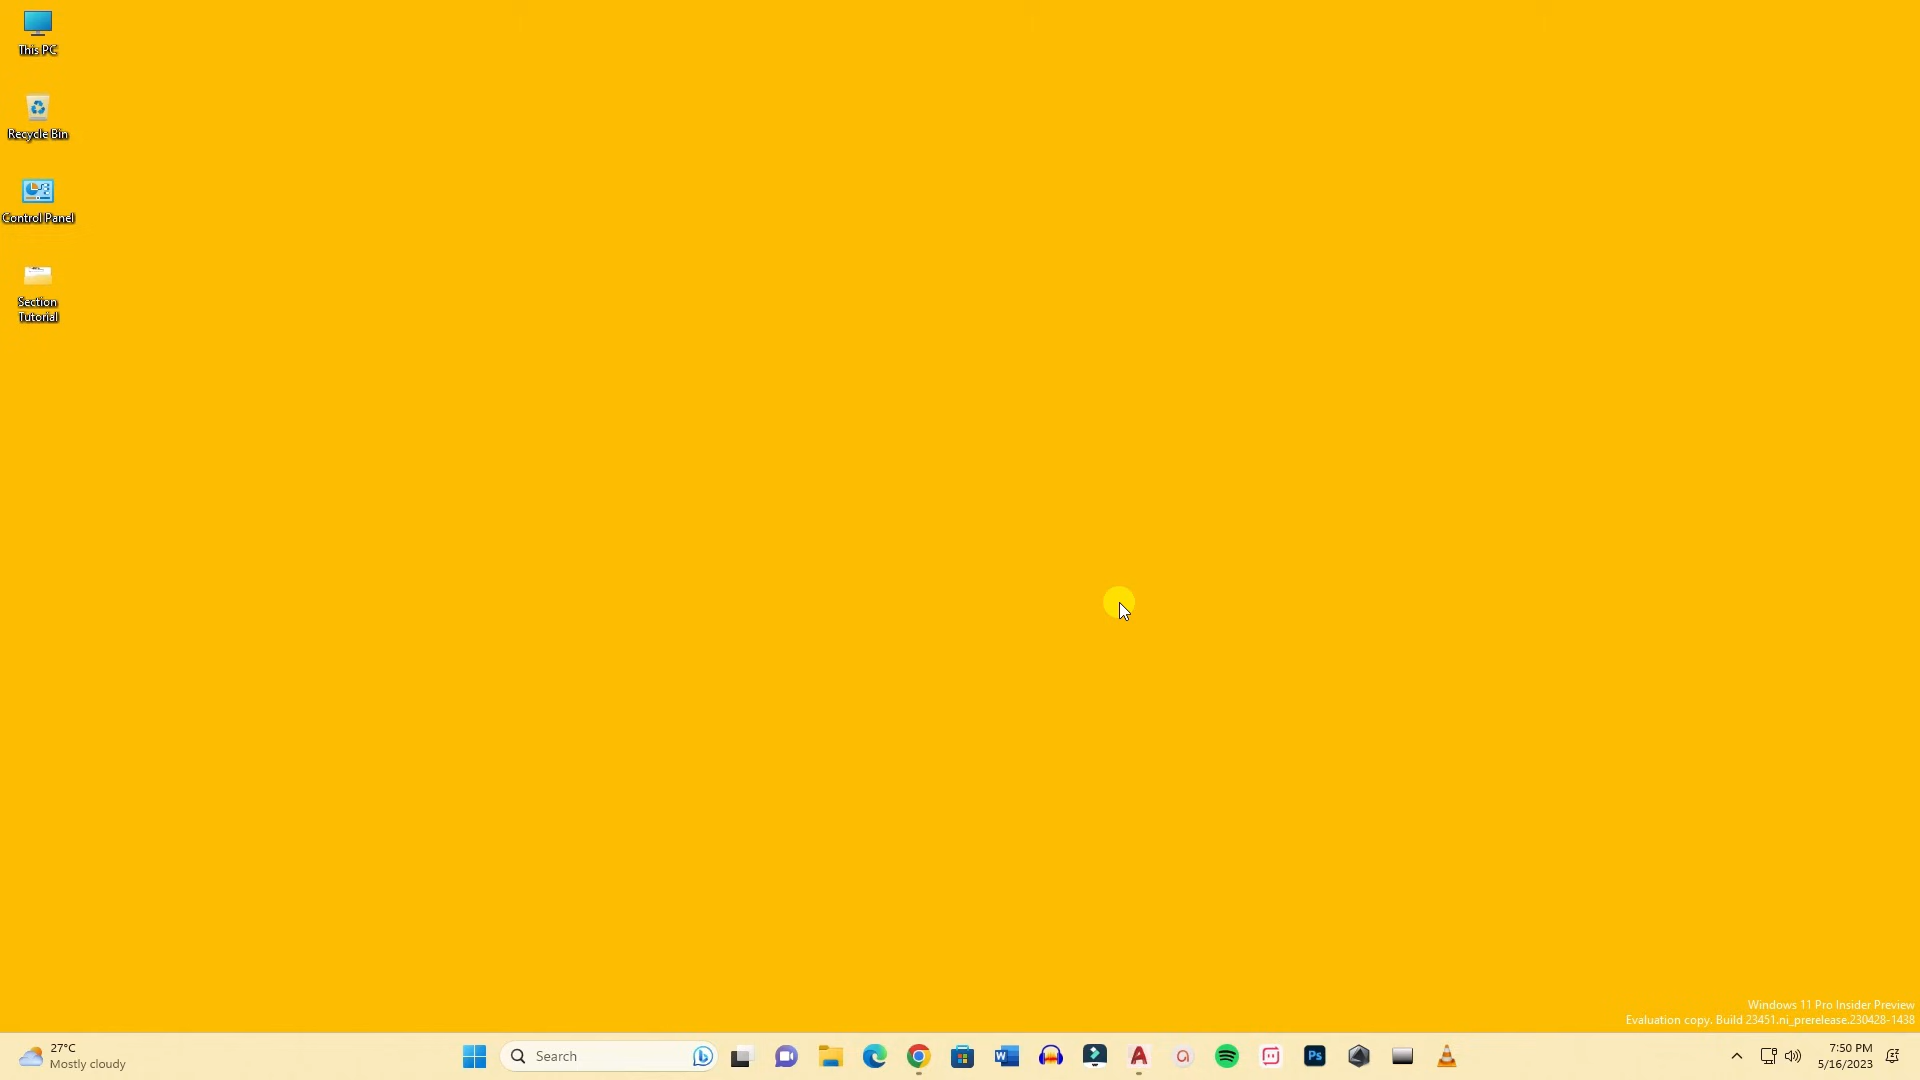 This PC
Recycle Bin
Control Panel
Section
Tutorial
Windows 11 Pro Insider Preview
Evaluation copy. Build 23451.ni_prerelease.230428-1438
27°C
Mostly cloudy
Search
W
A
Ps
7:50 PM
5/16/2023